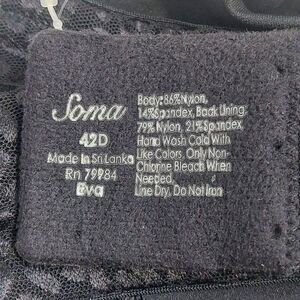 Soma
42D
Made in Sri Lanka
Rn 79984
Eva
Body: 86%Nylon,
14%Spandex, Back Lining:
79% Nylon, 21% Spandex
Hand Wash Cold With
Like Colors, Only Non-
Chlorine Bleach When
Needed,
Line Dry, Do Not Iron